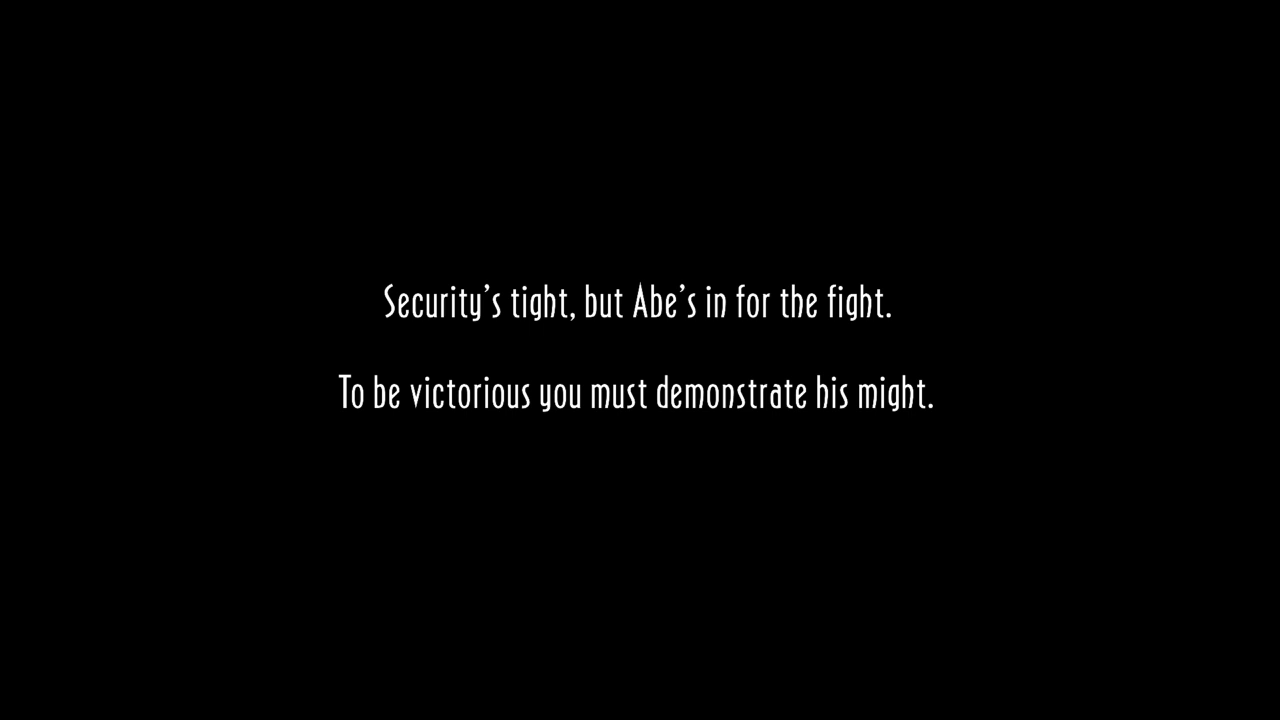 Security’s tight, but Abe’s in for the fight.
To be victorious you must demonstrate his might.